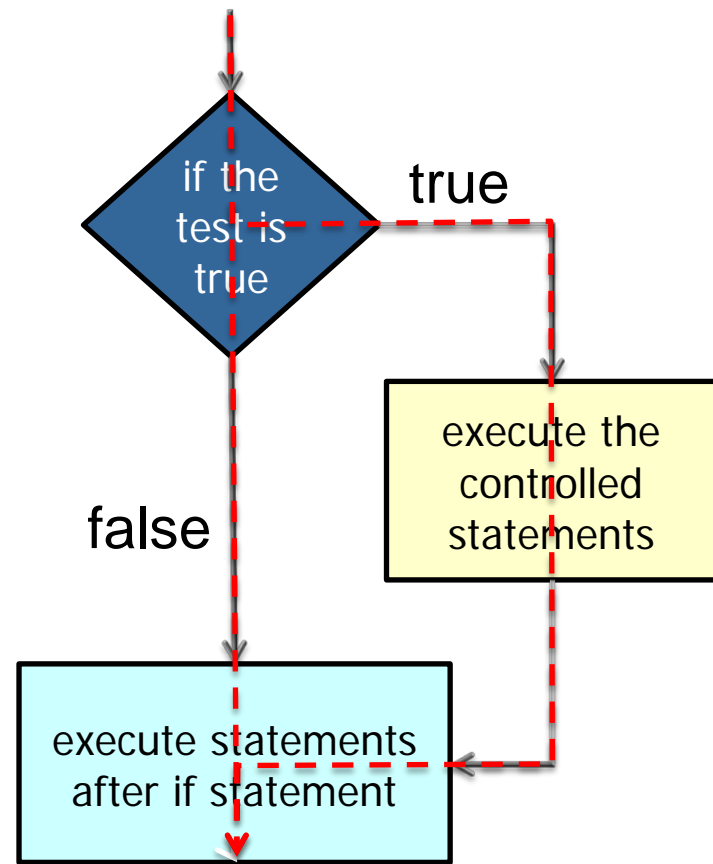 if the
test is
true
true
execute the
controlled
statements
false
execute statements
after if statement